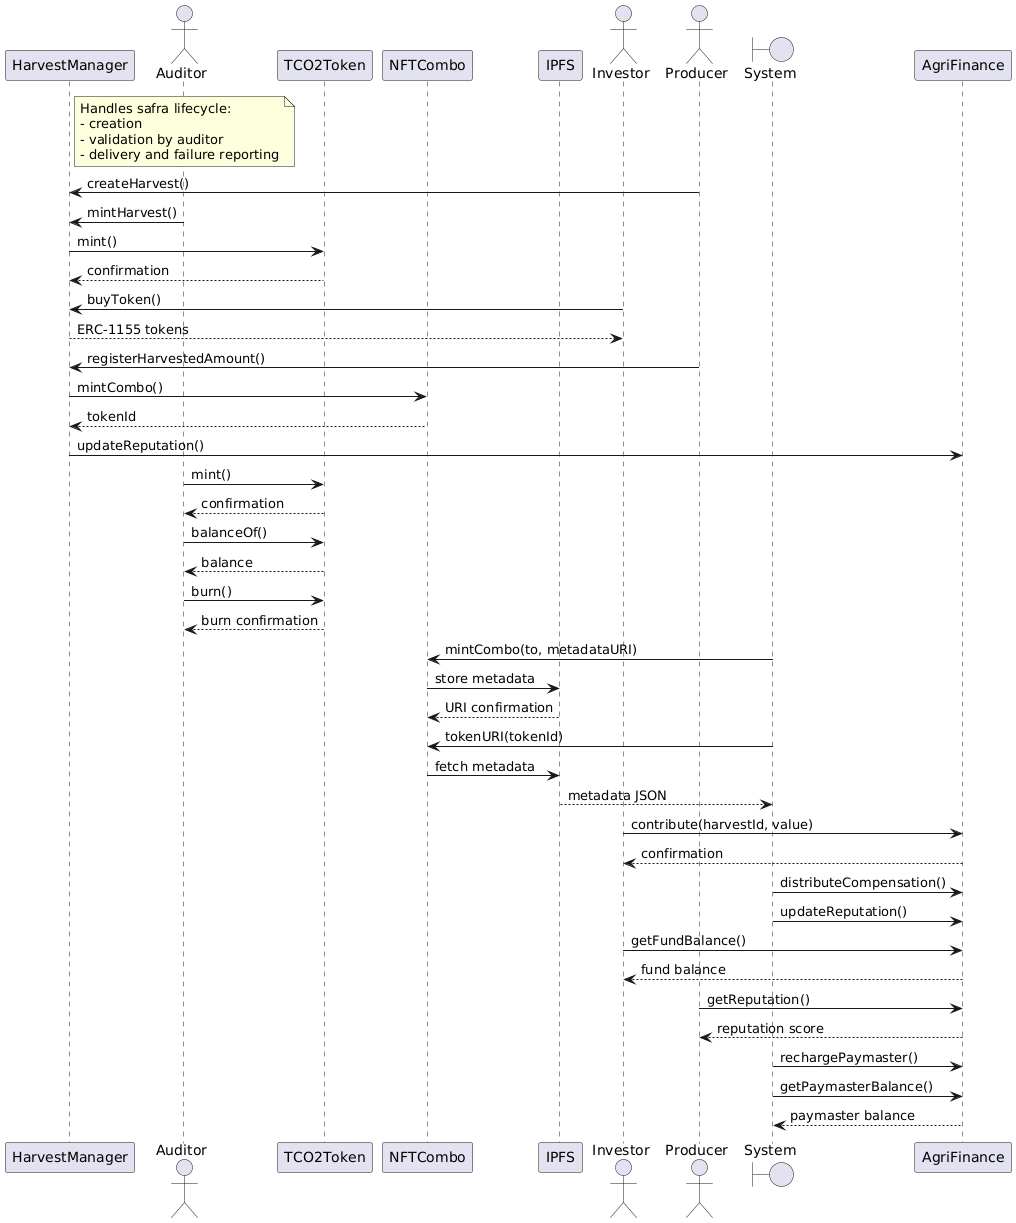 HarvestManager
Auditor
TCO2Token
NFTCombo
IPFS
Investor
Producer
System
AgriFinance
Handles safra lifecycle:
- creation
- validation by auditor
- delivery and failure reporting
createHarvest()
mintHarvest()
mint()
confirmation
buyToken()
ERC-1155 tokens
registerHarvestedAmount()
mintCombo()
tokenId
updateReputation()
mint()
confirmation
balanceOf()
balance
burn()
burn confirmation
mintCombo(to, metadataURI)
store metadata
URI confirmation
tokenURI(tokenId)
fetch metadata
metadata JSON
contribute(harvestId, value)
confirmation
distributeCompensation()
updateReputation()
getFundBalance()
fund balance
getReputation()
reputation score
rechargePaymaster()
getPaymasterBalance()
paymaster balance
HarvestManager
Auditor
TCO2Token
NFTCombo
IPFS
Investor
Producer
System
AgriFinance